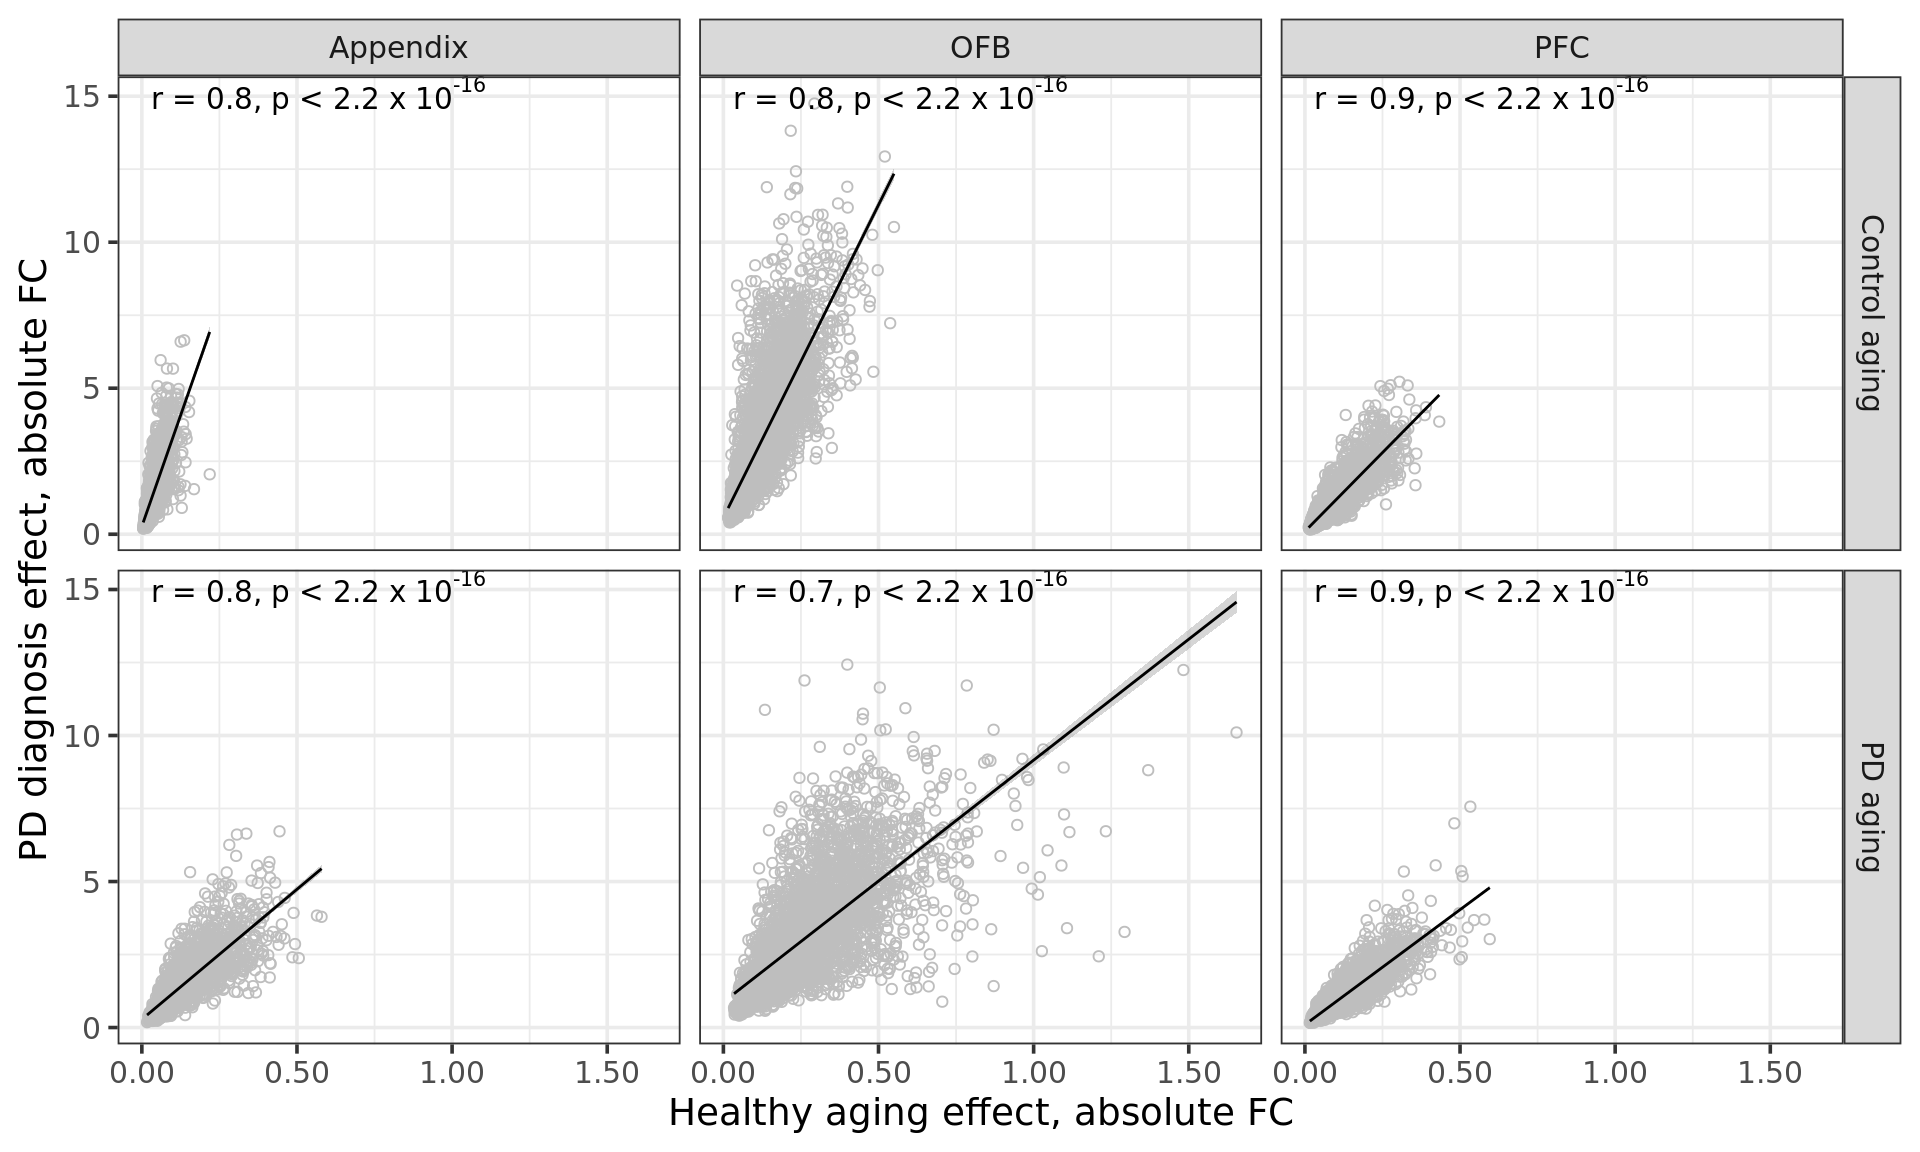 Appendix
OFB
PFC
r = 0.8, p < 2.2 x 10⁻¹⁶
r = 0.8, p < 2.2 x 10⁻¹⁶
r = 0.9, p < 2.2 x 10⁻¹⁶
15
10
5
0
Control aging
r = 0.8, p < 2.2 x 10⁻¹⁶
r = 0.7, p < 2.2 x 10⁻¹⁶
r = 0.9, p < 2.2 x 10⁻¹⁶
15
10
5
0
PD aging
PD diagnosis effect, absolute FC
0.00 0.50 1.00 1.50
0.00 0.50 1.00 1.50
0.00 0.50 1.00 1.50
Healthy aging effect, absolute FC